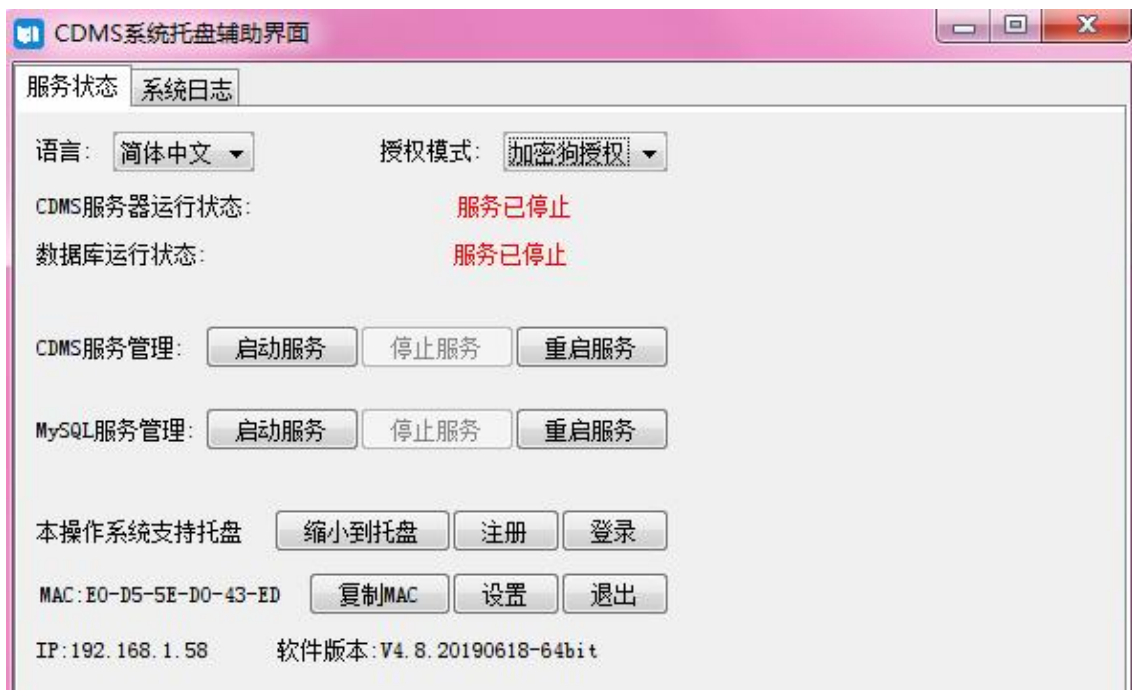 CDMS系统托盘辅助界面
服务状态 系统日志
语言: 简体中文 授权模式: 加密狗授权
CDMS服务器运行状态: 服务已停止
数据库运行状态: 服务已停止
CDMS服务管理: 启动服务 停止服务 重启服务
MySQL服务管理: 启动服务 停止服务 重启服务
本操作系统支持托盘 缩小到托盘 注册 登录
MAC:E0-D5-5E-D0-43-ED 复制MAC 设置 退出
IP:192.168.1.58 软件版本:V4.8.20190618-64bit